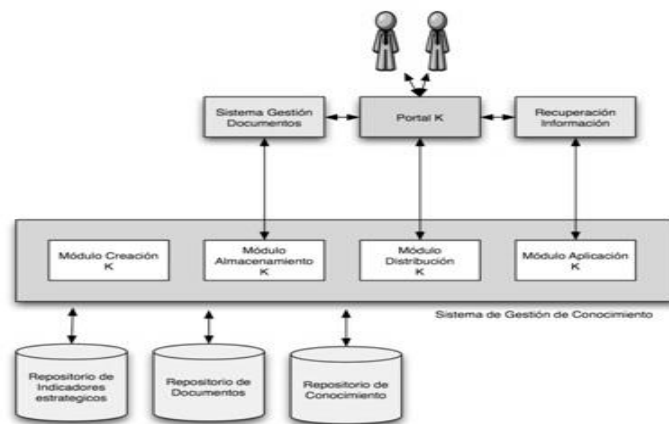 Sistema Gestión
Documentos
Portal K
Recuperación
Información
Módulo Creación
K
Módulo
Almacenamiento
K
Módulo
Distribución
K
Módulo Aplicación
K
Sistema de Gestión de Conocimiento
Repositorio de
Indicadores
estrategicos
Repositorio de
Documentos
Repositorio de
Conocimiento